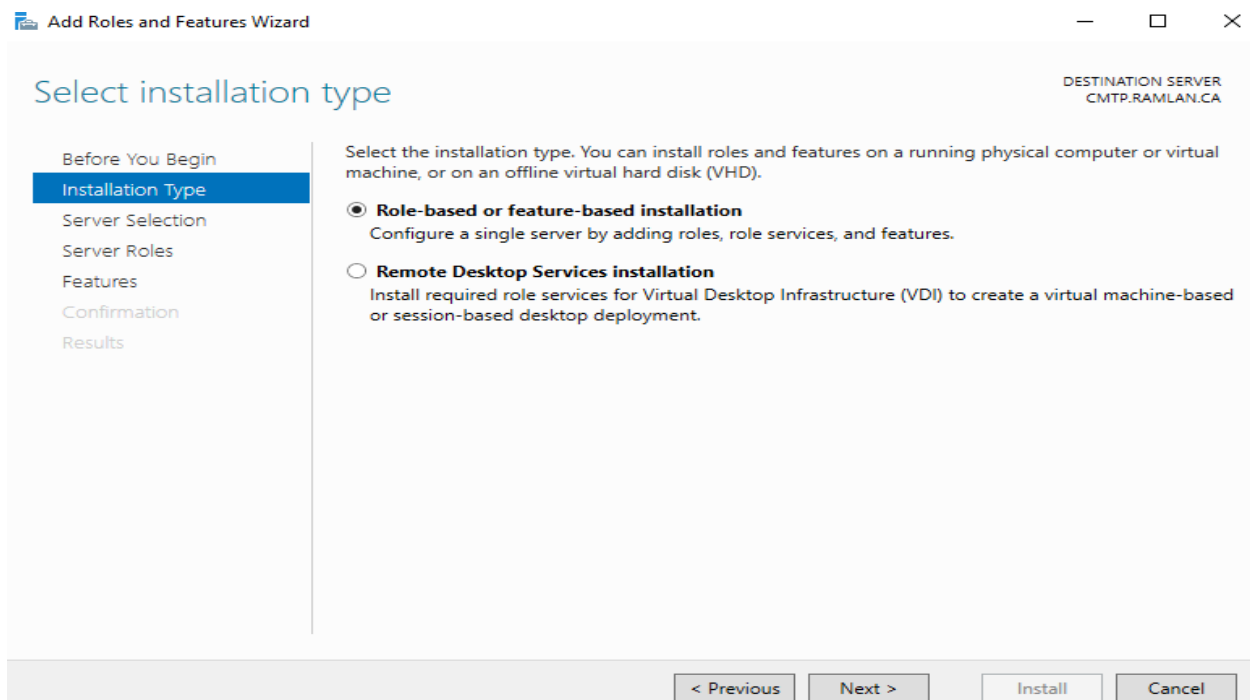 Add Roles and Features Wizard
Select installation type
DESTINATION SERVER
CMTP.RAMLAN.CA
Before You Begin
Installation Type
Server Selection
Server Roles
Features
Confirmation
Results
Select the installation type. You can install roles and features on a running physical computer or virtual
machine, or on an offline virtual hard disk (VHD).
Role-based or feature-based installation
Configure a single server by adding roles, role services, and features.
Remote Desktop Services installation
Install required role services for Virtual Desktop Infrastructure (VDI) to create a virtual machine-based
or session-based desktop deployment.
< Previous Next > Install Cancel